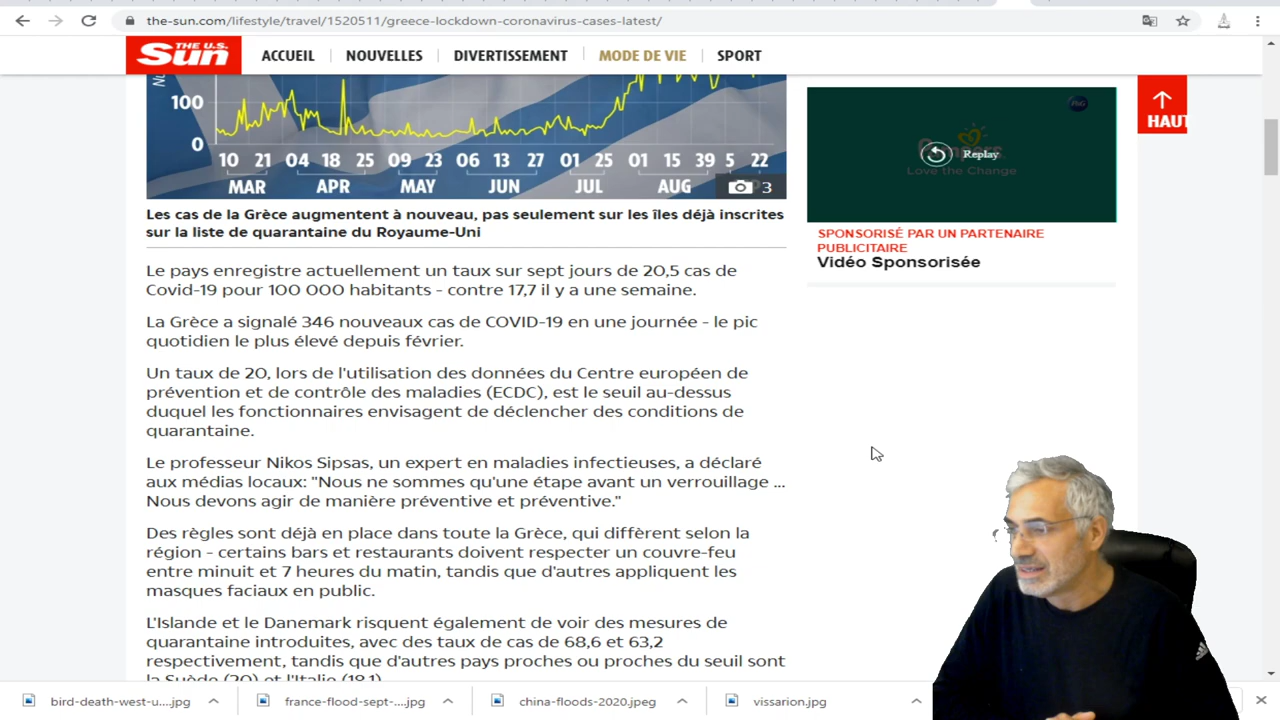 the-sun.com/lifestyle/travel/1520511/greece-lockdown-coronavirus-cases-latest/
THE U.S. Sun
ACCUEIL | NOUVELLES | DIVERTISSEMENT | MODE DE VIE | SPORT
100
0
10 21 04 18 25 09 23 06 13 27 01 25 01 15 39 5 22
MAR APR MAY JUN JUL AUG
3
Les cas de la Grèce augmentent à nouveau, pas seulement sur les îles déjà inscrites
sur la liste de quarantaine du Royaume-Uni
Le pays enregistre actuellement un taux sur sept jours de 20,5 cas de
Covid-19 pour 100 000 habitants - contre 17,7 il y a une semaine.
La Grèce a signalé 346 nouveaux cas de COVID-19 en une journée - le pic
quotidien le plus élevé depuis février.
Un taux de 20, lors de l'utilisation des données du Centre européen de
prévention et de contrôle des maladies (ECDC), est le seuil au-dessus
duquel les fonctionnaires envisagent de déclencher des conditions de
quarantaine.
Le professeur Nikos Sipsas, un expert en maladies infectieuses, a déclaré
aux médias locaux: "Nous ne sommes qu'une étape avant un verrouillage ...
Nous devons agir de manière préventive et préventive."
Des règles sont déjà en place dans toute la Grèce, qui diffèrent selon la
région - certains bars et restaurants doivent respecter un couvre-feu
entre minuit et 7 heures du matin, tandis que d'autres appliquent les
masques faciaux en public.
L'Islande et le Danemark risquent également de voir des mesures de
quarantaine introduites, avec des taux de cas de 68,6 et 63,2
respectivement, tandis que d'autres pays proches ou proches du seuil sont
la Suède (20) et l'Italie (18,1).
P&G
Replay
Love the Change
SPONSORISÉ PAR UN PARTENAIRE
PUBLICITAIRE
Vidéo Sponsorisée
HAUT
bird-death-west-u....jpg
france-flood-sept-....jpg
china-floods-2020.jpeg
vissarion.jpg